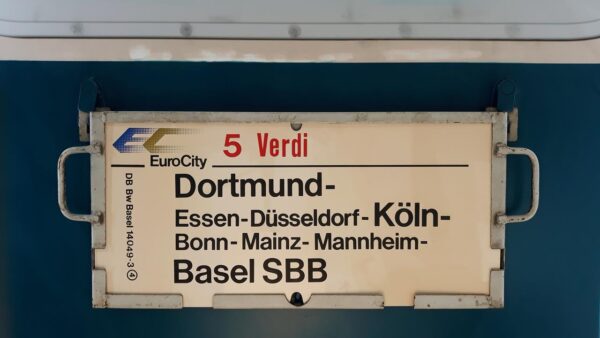 EC
EuroCity
5 Verdi
Dortmund-
Essen-Düsseldorf-Köln-
Bonn-Mainz-Mannheim-
Basel SBB
DB Bw Basel 14049-3 ④